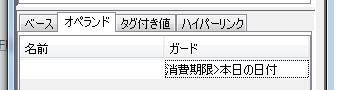 ベース オペランド タグ付き値 ハイパーリンク
名前 ガード
消費期限>本日の日付